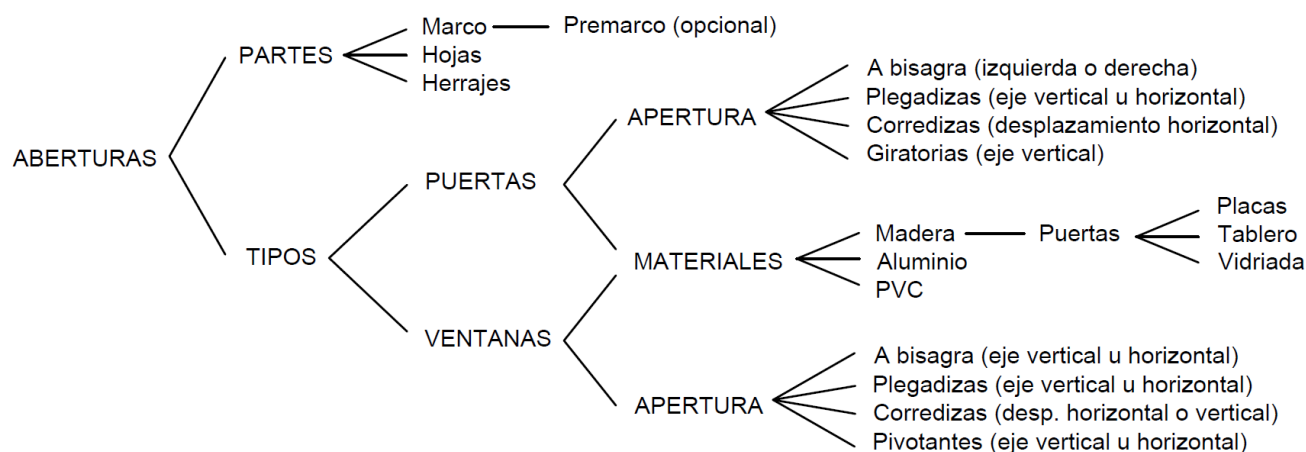 ABERTURAS
PARTES
Marco
Premarco (opcional)
Hojas
Herrajes
TIPOS
PUERTAS
APERTURA
A bisagra (izquierda o derecha)
Plegadizas (eje vertical u horizontal)
Corredizas (desplazamiento horizontal)
Giratorias (eje vertical)
MATERIALES
Madera
Puertas
Placas
Tablero
Vidriada
Aluminio
PVC
VENTANAS
APERTURA
A bisagra (eje vertical u horizontal)
Plegadizas (eje vertical u horizontal)
Corredizas (desp. horizontal o vertical)
Pivotantes (eje vertical u horizontal)